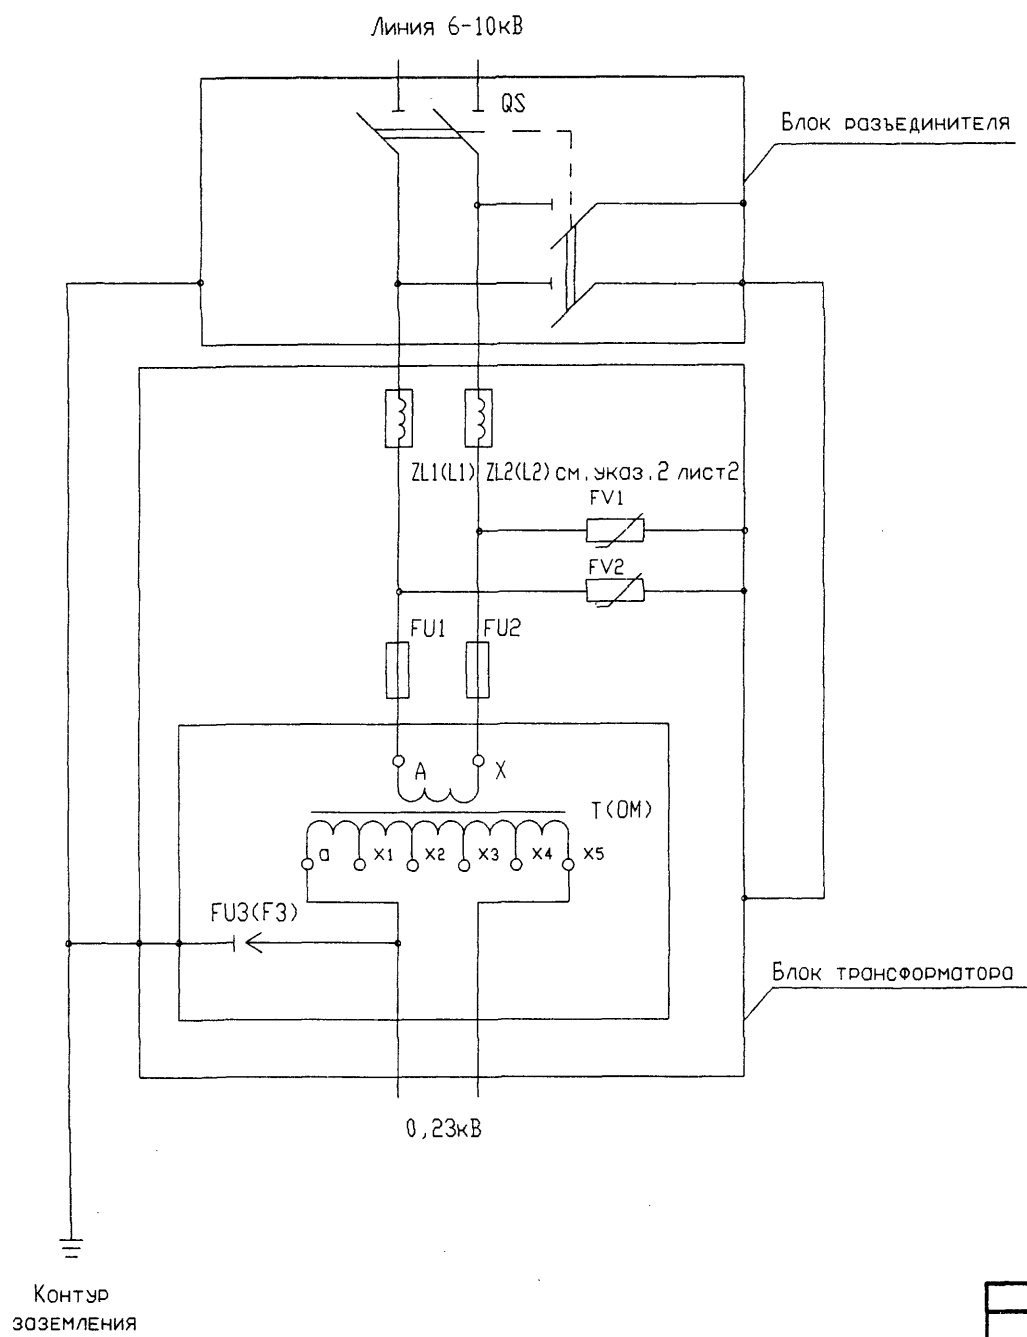 Линия 6-10кВ
QS
Блок разъединителя
ZL1(L1) ZL2(L2) см. указ. 2 лист2
FV1
FV2
FU1 FU2
A X
T(OM)
a x1 x2 x3 x4 x5
FU3(F3)
Блок трансформатора
0,23кВ
Контур
заземления